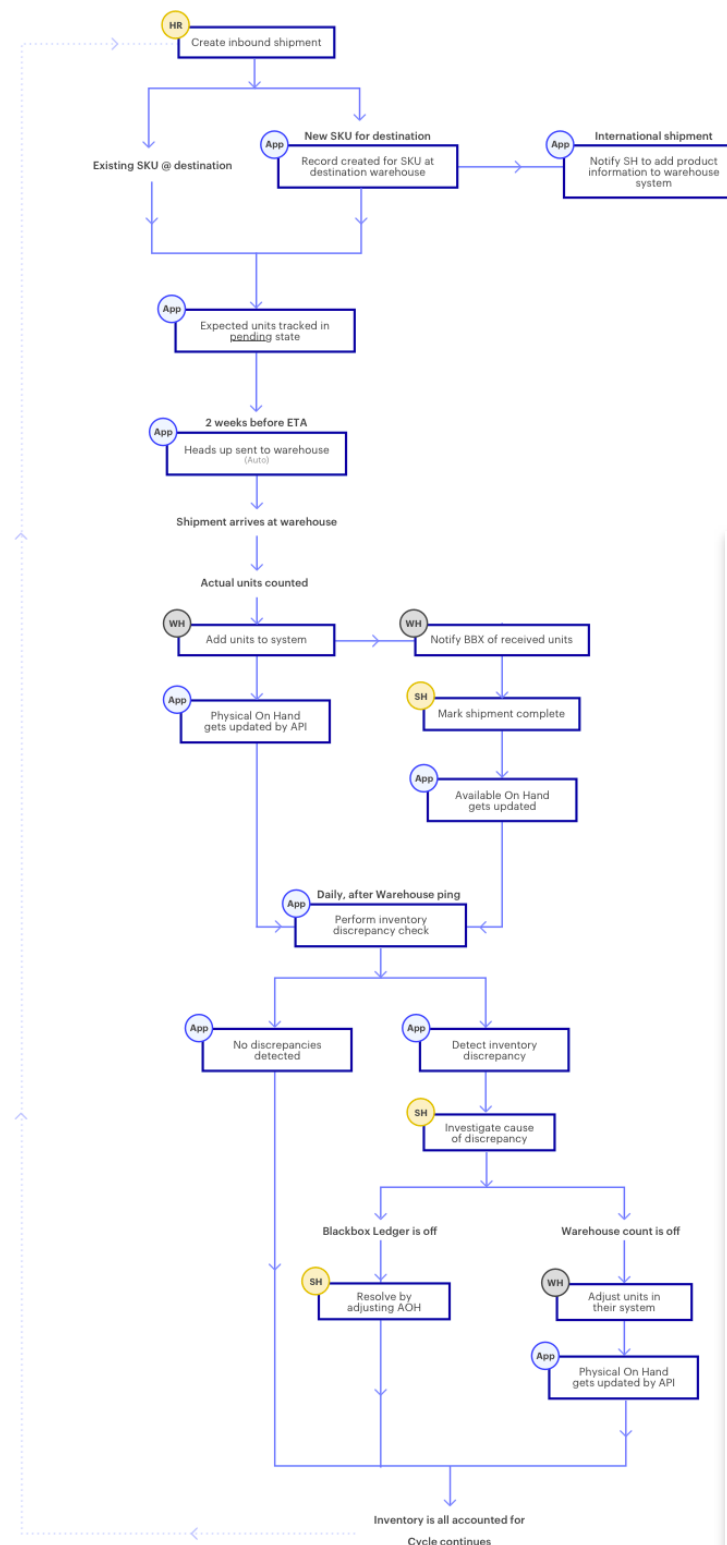 HR
Create inbound shipment
New SKU for destination
International shipment
App
App
Existing SKU @ destination
Record created for SKU at
destination warehouse
Notify SH to add product
information to warehouse
system
App
Expected units tracked in
pending state
2 weeks before ETA
App
Heads up sent to warehouse
(Auto)
Shipment arrives at warehouse
Actual units counted
WH
Add units to system
WH
Notify BBX of received units
App
Physical On Hand
gets updated by API
SH
Mark shipment complete
App
Available On Hand
gets updated
Daily, after Warehouse ping
App
Perform inventory
discrepancy check
App
No discrepancies
detected
App
Detect inventory
discrepancy
SH
Investigate cause
of discrepancy
Blackbox Ledger is off
Warehouse count is off
SH
Resolve by
adjusting AOH
WH
Adjust units in
their system
App
Physical On Hand
gets updated by API
Inventory is all accounted for
Cycle continues